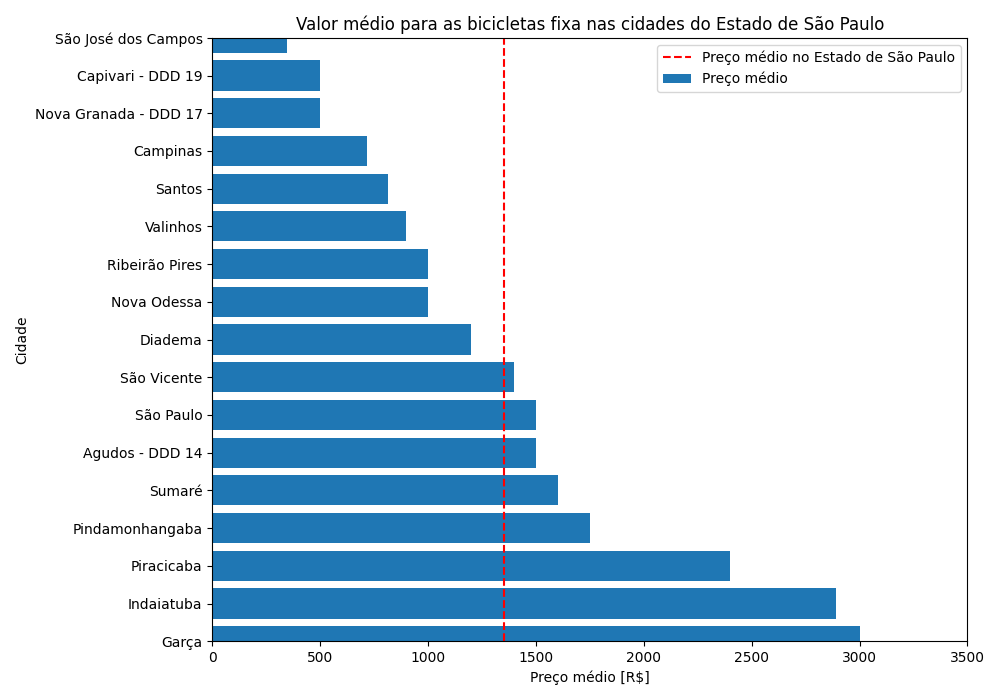 Valor médio para as bicicletas fixa nas cidades do Estado de São Paulo
Preço médio no Estado de São Paulo
Preço médio
São José dos Campos
Capivari - DDD 19
Nova Granada - DDD 17
Campinas
Santos
Valinhos
Ribeirão Pires
Nova Odessa
Diadema
São Vicente
São Paulo
Agudos - DDD 14
Sumaré
Pindamonhangaba
Piracicaba
Indaiatuba
Garça
Cidade
0 500 1000 1500 2000 2500 3000 3500
Preço médio [R$]